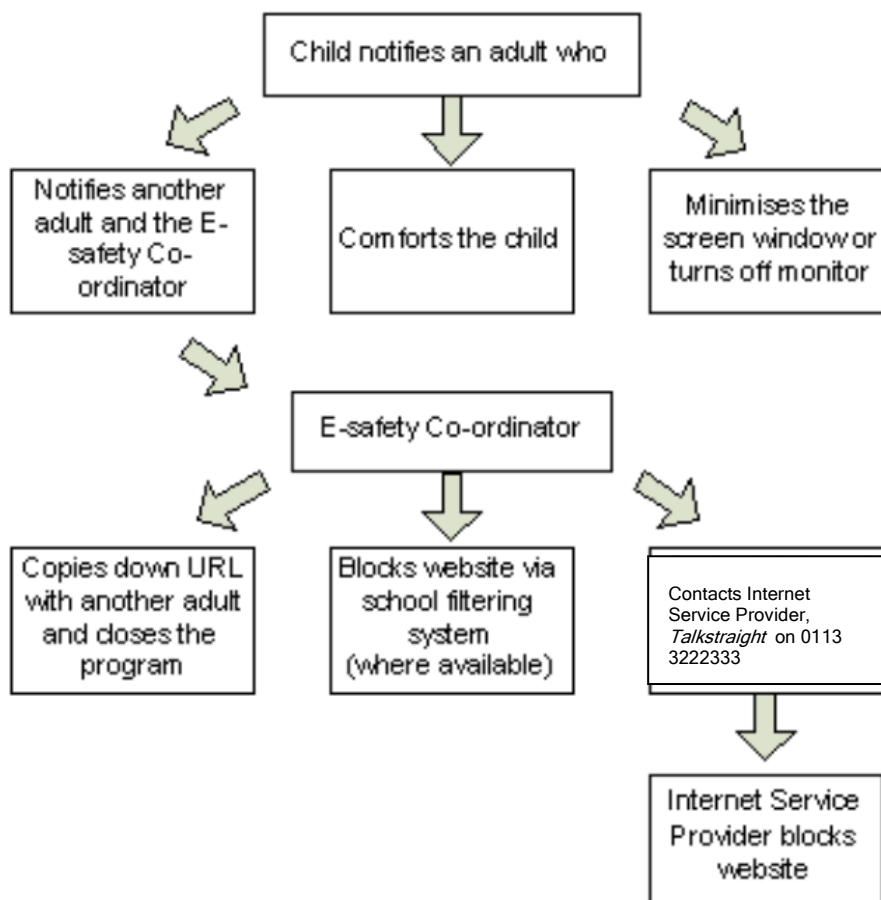 Child notifies an adult who
Notifies another
adult and the E-
safety Co-
ordinator
Comforts the child
Minimises the
screen window or
turns off monitor
E-safety Co-ordinator
Copies down URL
with another adult
and closes the
program
Blocks website via
school filtering
system
(where available)
Contacts Internet
Service Provider,
Talkstraight on 0113
3222333
Internet Service
Provider blocks
website